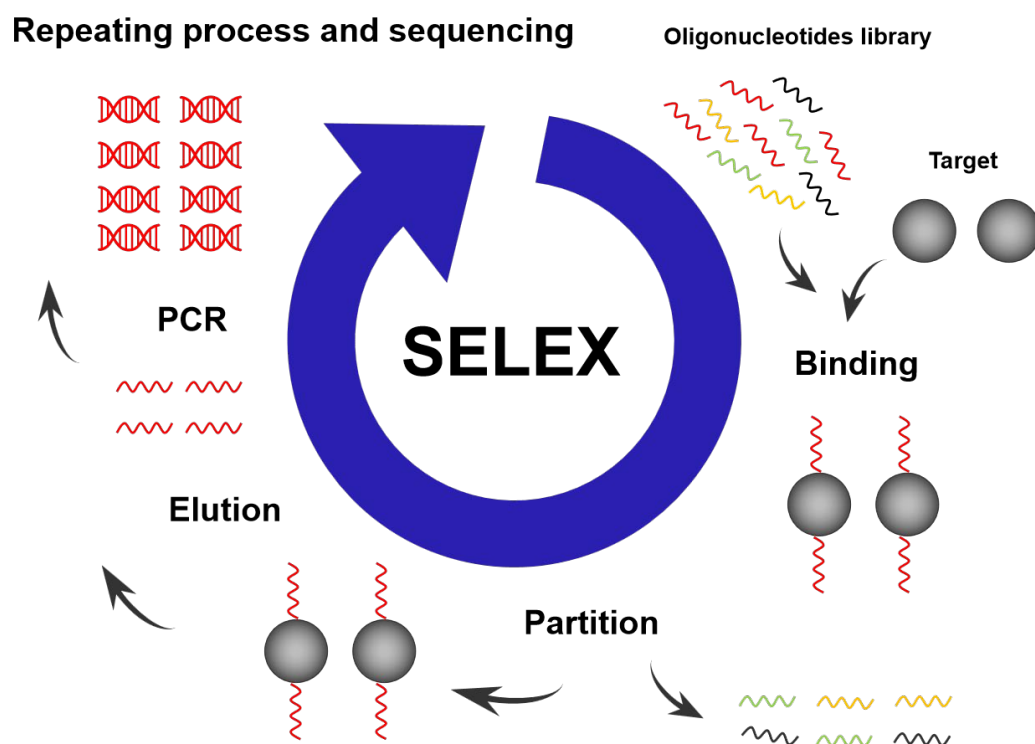 Repeating process and sequencing
Oligonucleotides library
Target
PCR
SELEX
Binding
Elution
Partition